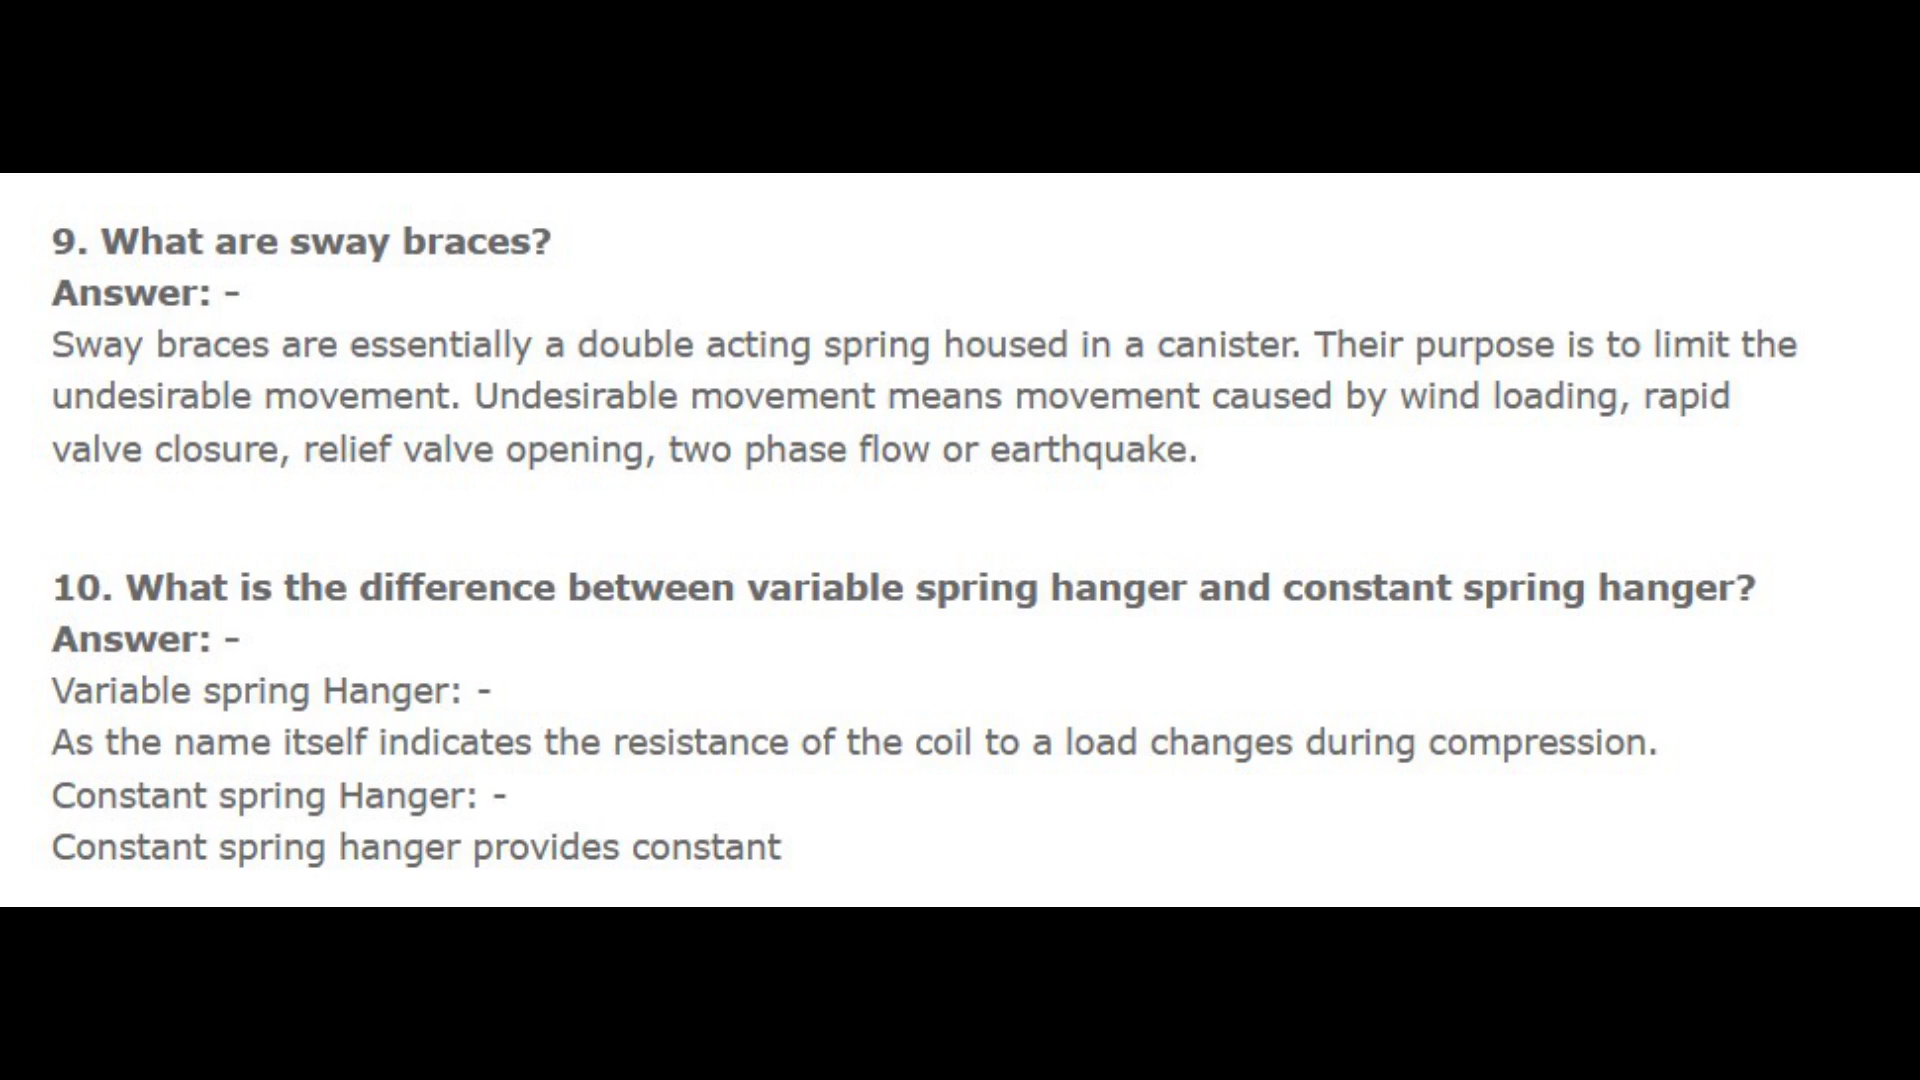 9. What are sway braces?
Answer: -
Sway braces are essentially a double acting spring housed in a canister. Their purpose is to limit the
undesirable movement. Undesirable movement means movement caused by wind loading, rapid
valve closure, relief valve opening, two phase flow or earthquake.
10. What is the difference between variable spring hanger and constant spring hanger?
Answer: -
Variable spring Hanger: -
As the name itself indicates the resistance of the coil to a load changes during compression.
Constant spring Hanger: -
Constant spring hanger provides constant